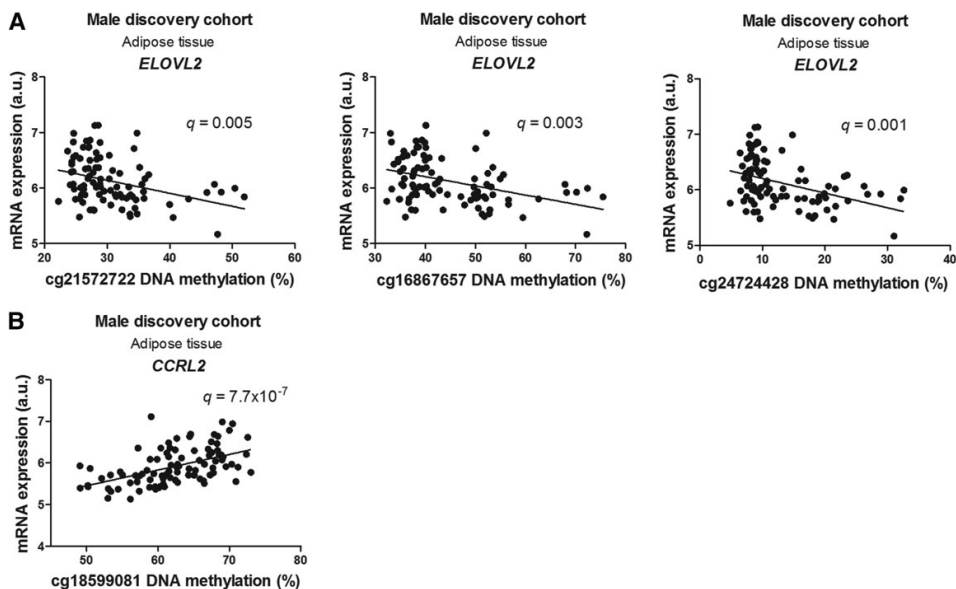 A
Male discovery cohort
Adipose tissue
ELOVL2
q = 0.005
mRNA expression (a.u.)
8
7
6
5
20
30
40
50
60
cg21572722 DNA methylation (%)
Male discovery cohort
Adipose tissue
ELOVL2
q = 0.003
mRNA expression (a.u.)
8
7
6
5
30
40
50
60
70
80
cg16867657 DNA methylation (%)
Male discovery cohort
Adipose tissue
ELOVL2
q = 0.001
mRNA expression (a.u.)
8
7
6
5
0
10
20
30
40
cg24724428 DNA methylation (%)
B
Male discovery cohort
Adipose tissue
CCRL2
q = 7.7x10⁻⁷
mRNA expression (a.u.)
8
7
6
5
4
50
60
70
80
cg18599081 DNA methylation (%)